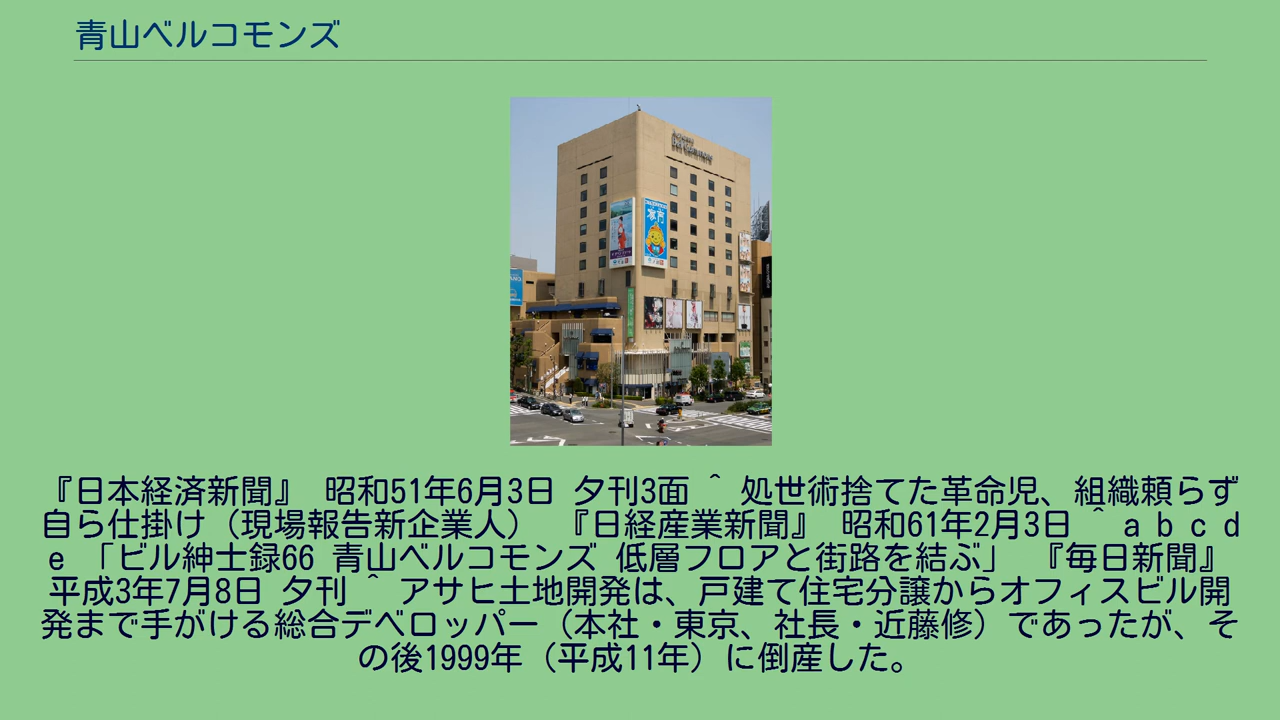 青山ベルコモンズ
『日本経済新聞』 昭和51年6月3日 夕刊3面 ^ 処世術捨てた革命児、組織頼らず
自ら仕掛け（現場報告新企業人） 『日経産業新聞』 昭和61年2月3日 ^ a b c d
e 「ビル紳士録66 青山ベルコモンズ 低層フロアと街路を結ぶ」 『毎日新聞』
平成3年7月8日 夕刊 ^ アサヒ土地開発は、戸建て住宅分譲からオフィスビル開
発まで手がける総合デベロッパー（本社・東京、社長・近藤修）であったが、そ
の後1999年（平成11年）に倒産した。